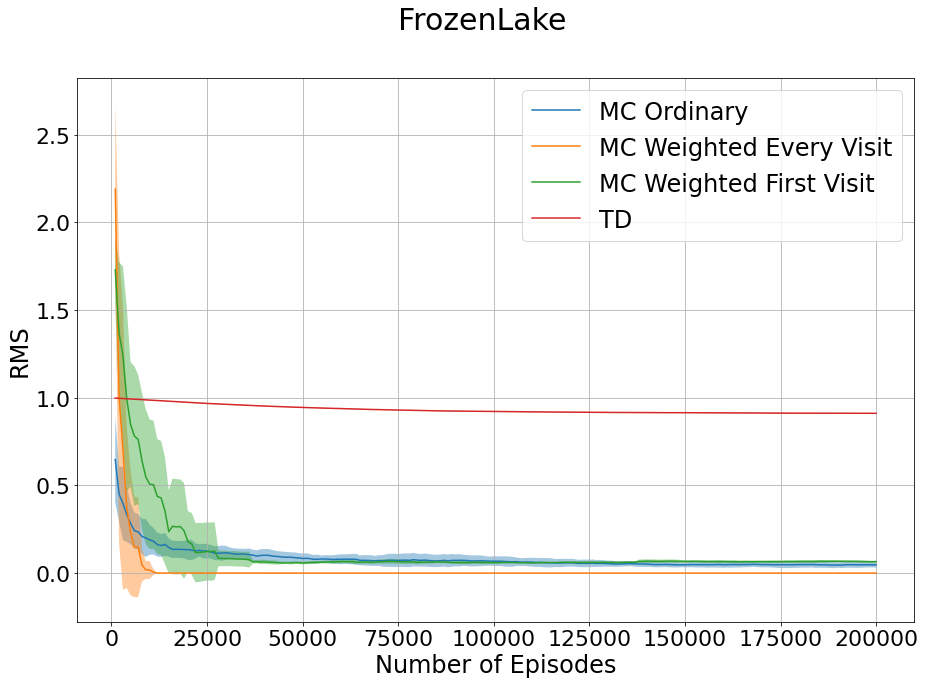 FrozenLake
MC Ordinary
MC Weighted Every Visit
MC Weighted First Visit
TD
RMS
2.5
2.0
1.5
1.0
0.5
0.0
0 25000 50000 75000 100000 125000 150000 175000 200000
Number of Episodes